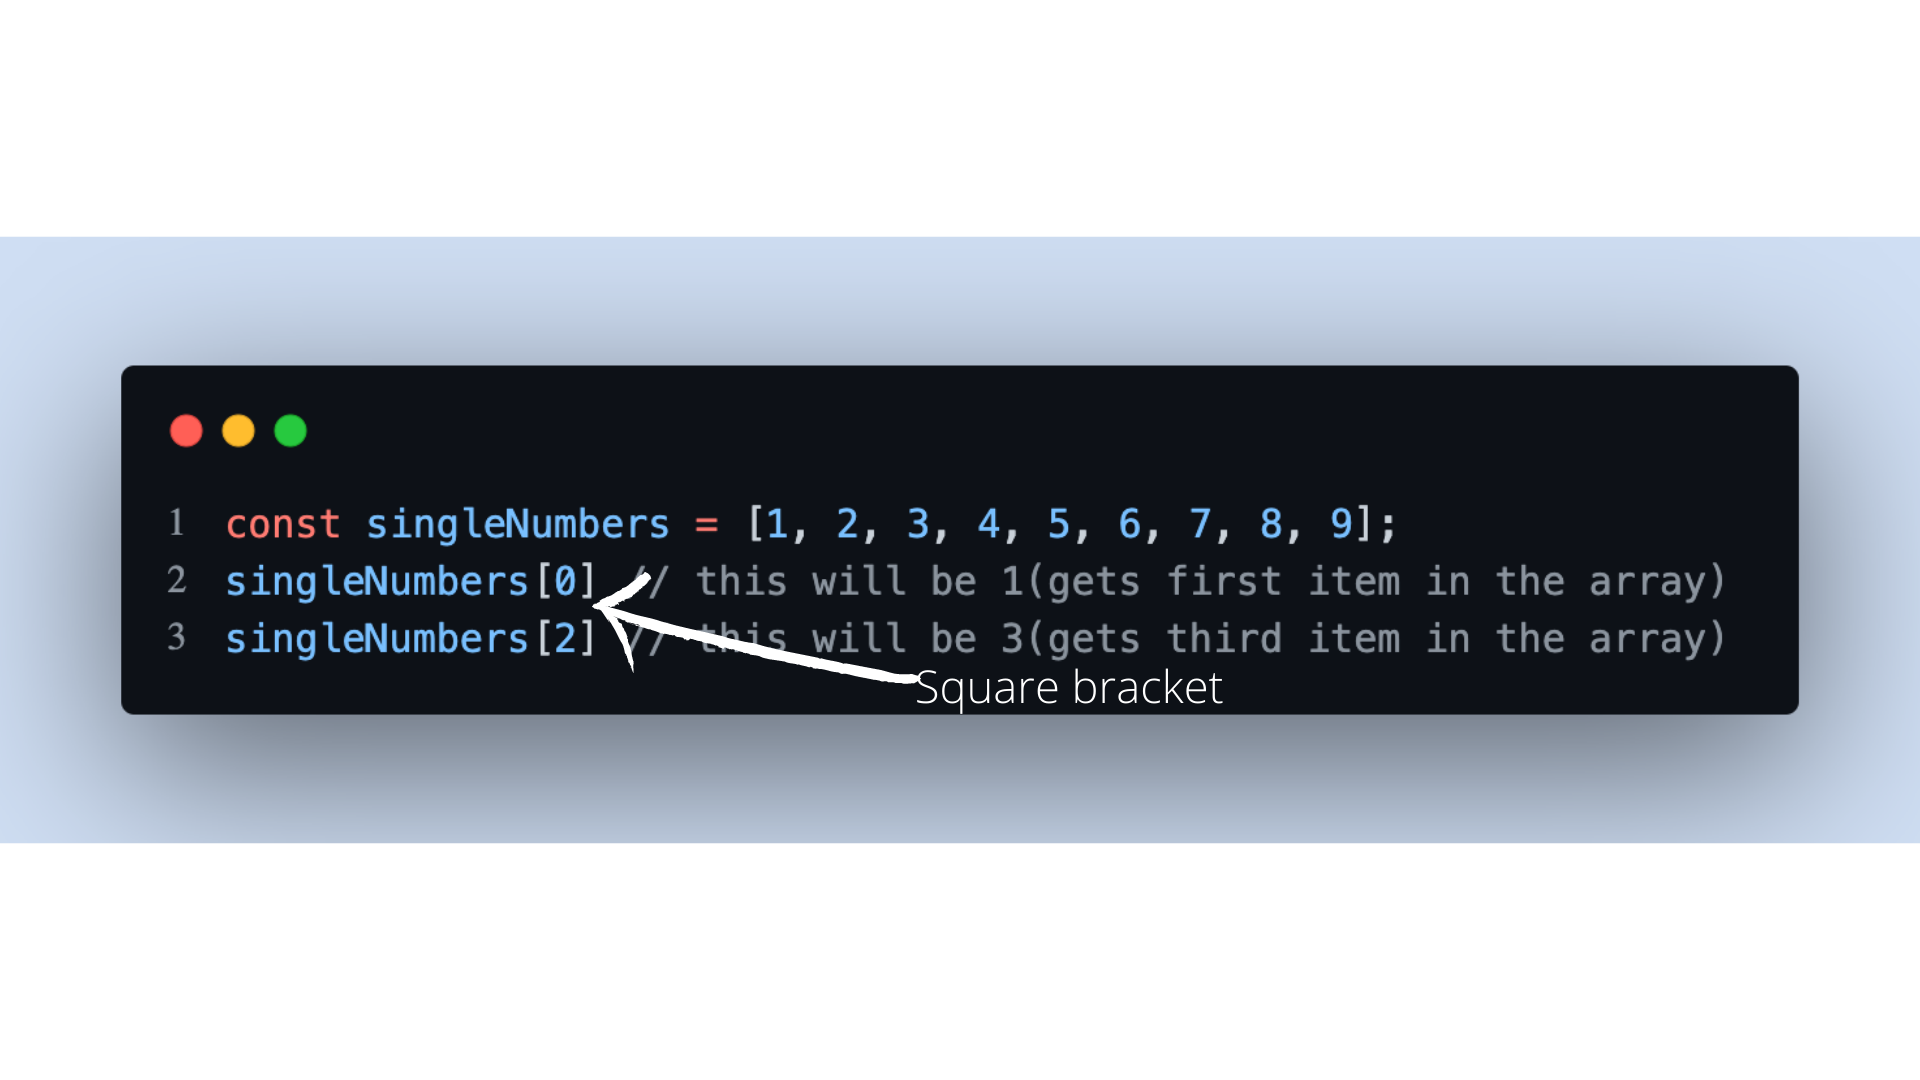 1 const singleNumbers = [1, 2, 3, 4, 5, 6, 7, 8, 9];
2 singleNumbers[0] // this will be 1(gets first item in the array)
3 singleNumbers[2] // this will be 3(gets third item in the array)
Square bracket